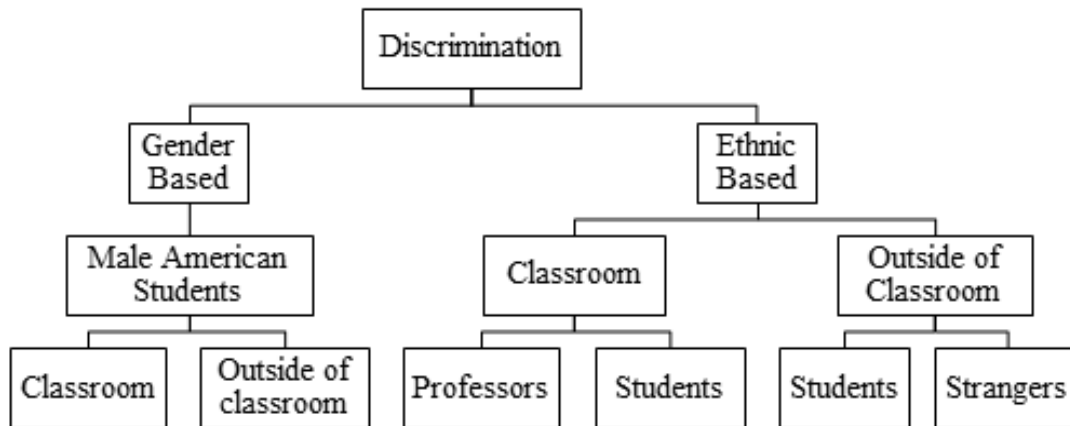 Discrimination
Gender
Based
Ethnic
Based
Male American
Students
Classroom
Outside of
Classroom
Classroom
Outside of
classroom
Professors
Students
Students
Strangers